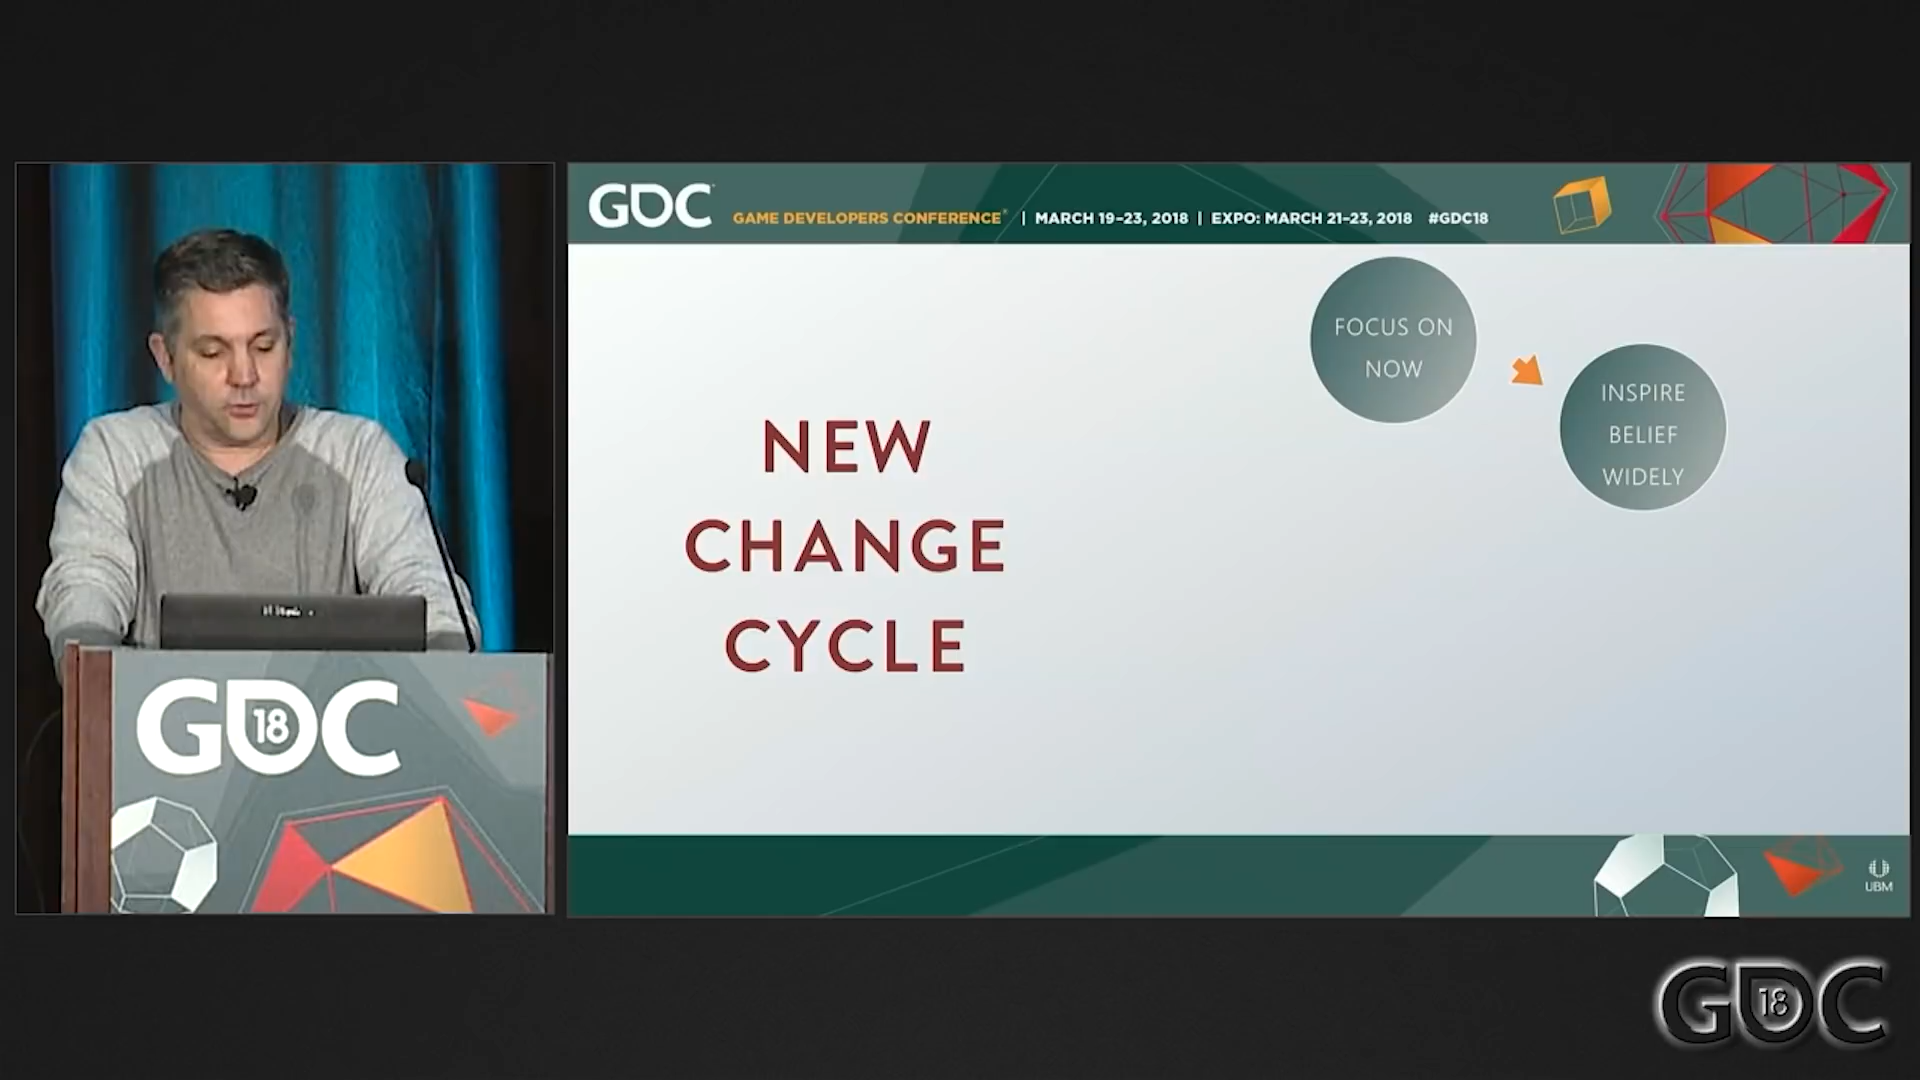 GDC
GAME DEVELOPERS CONFERENCE® | MARCH 19–23, 2018 | EXPO: MARCH 21–23, 2018 #GDC18
FOCUS ON
NOW
INSPIRE
BELIEF
WIDELY
NEW
CHANGE
CYCLE
GDC
18
UBM
GDC
18